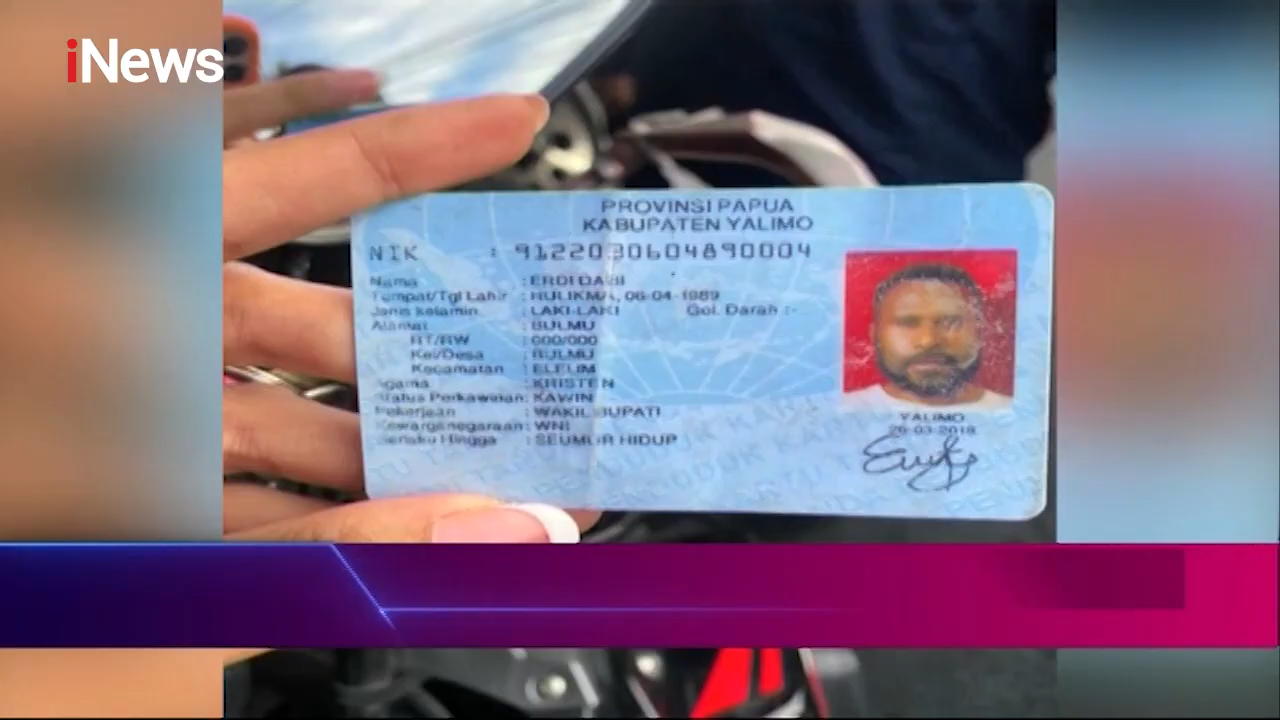 iNews
PROVINSI PAPUA
KABUPATEN YALIMO
NIK : 9122030604890004
Nama : ERDI DABI
Tempat/Tgl Lahir : HULIKMA, 06-04-1989
Jenis kelamin : LAKI-LAKI Gol. Darah :-
Alamat : BULMU
RT/RW : 000/000
Kel/Desa : BULMU
Kecamatan : ELELIM
Agama : KRISTEN
Status Perkawinan: KAWIN
Pekerjaan : WAKIL BUPATI
Kewarganegaraan: WNI
Berlaku Hingga : SEUMUR HIDUP
YALIMO
26-03-2018